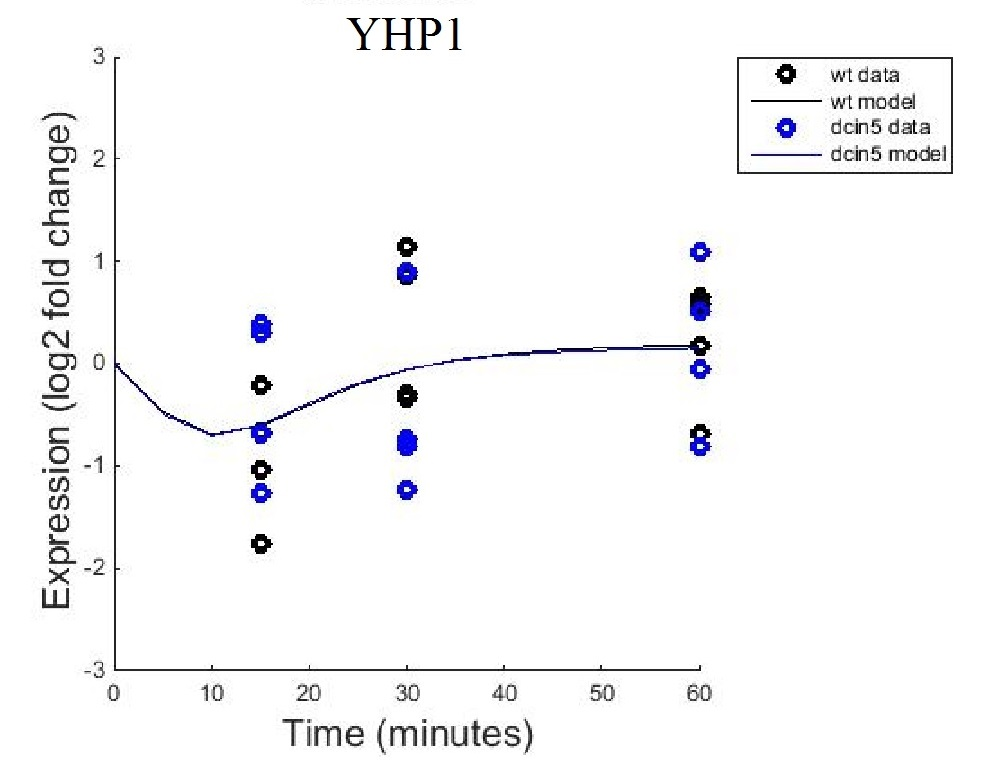 YHP1
3
2
1
0
-1
-2
-3
Expression (log2 fold change)
0 10 20 30 40 50 60
Time (minutes)
wt data
wt model
dcin5 data
dcin5 model